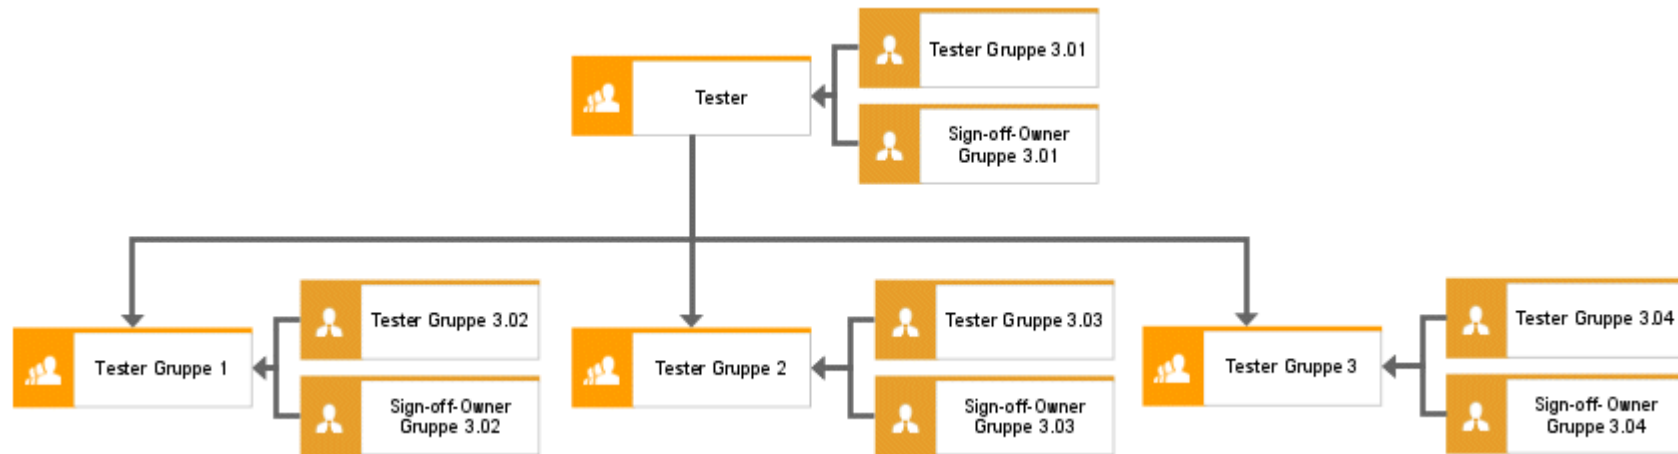 Tester Gruppe 3.01
Tester
Sign-off-Owner
Gruppe 3.01
Tester Gruppe 3.02
Tester Gruppe 1
Sign-off-Owner
Gruppe 3.02
Tester Gruppe 3.03
Tester Gruppe 2
Sign-off-Owner
Gruppe 3.03
Tester Gruppe 3.04
Tester Gruppe 3
Sign-off-Owner
Gruppe 3.04